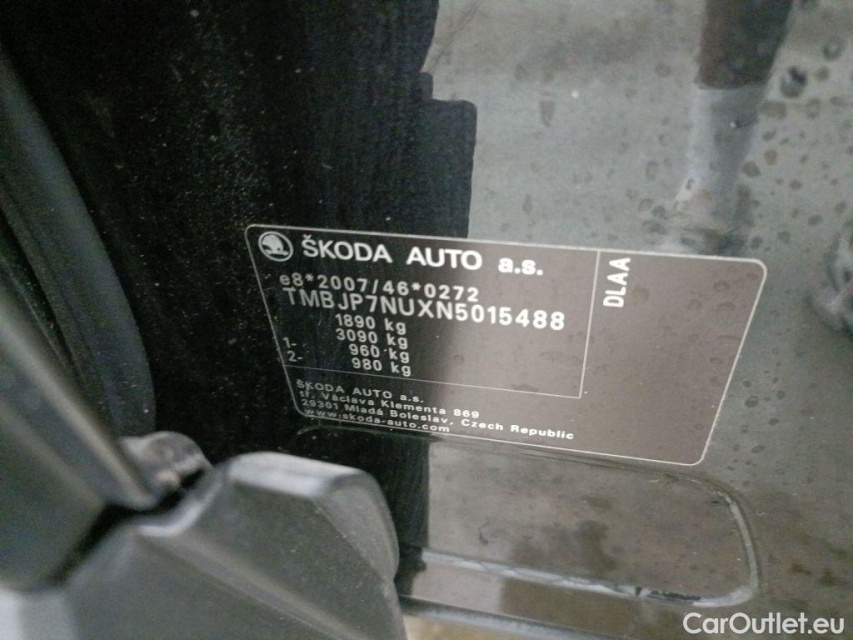 ŠKODA AUTO a.s.
DLAA
e8*2007/46*0272
TMBJP7NUXN5015488
1890 kg
3090 kg
1- 960 kg
2- 980 kg
ŠKODA AUTO a.s.
tř. Václava Klementa 869
29301 Mladá Boleslav, Czech Republic
www.skoda-auto.com
CarOutlet.eu